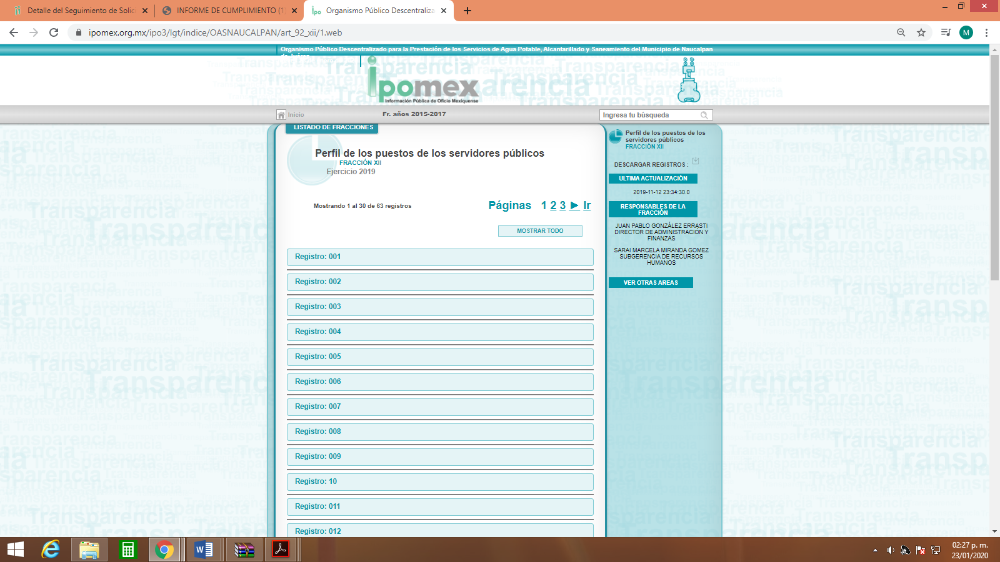 Detalle del Seguimiento de Solici
INFORME DE CUMPLIMIENTO (1
Organismo Público Descentraliza
ipomex.org.mx/ipo3/lgt/indice/OASNAUCALPAN/art_92_xii/1.web
M
Organismo Público Descentralizado para la Prestación de los Servicios de Agua Potable, Alcantarillado y Saneamiento del Municipio de Naucalpan
de Juárez
ipomex
Información Pública de Oficio Mexiquense
Inicio
Fr. años 2015-2017
Ingresa tu búsqueda
LISTADO DE FRACCIONES
Perfil de los puestos de los servidores públicos
FRACCIÓN XII
Ejercicio 2019
Mostrando 1 al 30 de 63 registros
Páginas 1 2 3 ► Ir
MOSTRAR TODO
Registro: 001
Registro: 002
Registro: 003
Registro: 004
Registro: 005
Registro: 006
Registro: 007
Registro: 008
Registro: 009
Registro: 10
Registro: 011
Registro: 012
Perfil de los puestos de los
servidores públicos
FRACCIÓN XII
DESCARGAR REGISTROS :
ULTIMA ACTUALIZACIÓN
2019-11-12 23:34:30.0
RESPONSABLES DE LA
FRACCIÓN
JUAN PABLO GONZÁLEZ ERRASTI
DIRECTOR DE ADMINISTRACIÓN Y
FINANZAS
SARAI MARCELA MIRANDA GOMEZ
SUBGERENCIA DE RECURSOS
HUMANOS
VER OTRAS AREAS
Transparencia
02:27 p. m.
23/01/2020